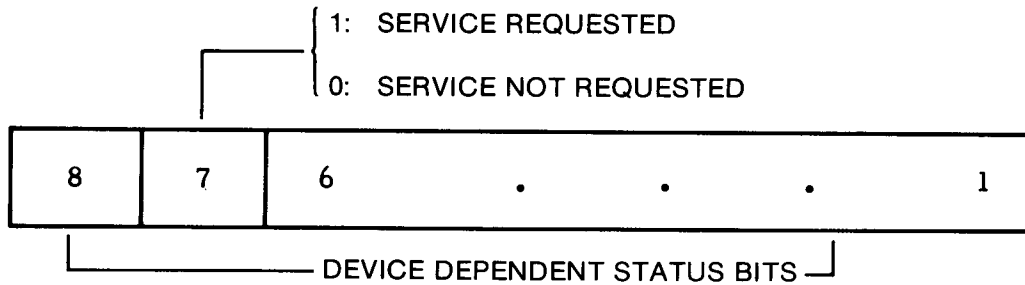 1: SERVICE REQUESTED
0: SERVICE NOT REQUESTED
8 7 6 . . . 1
DEVICE DEPENDENT STATUS BITS